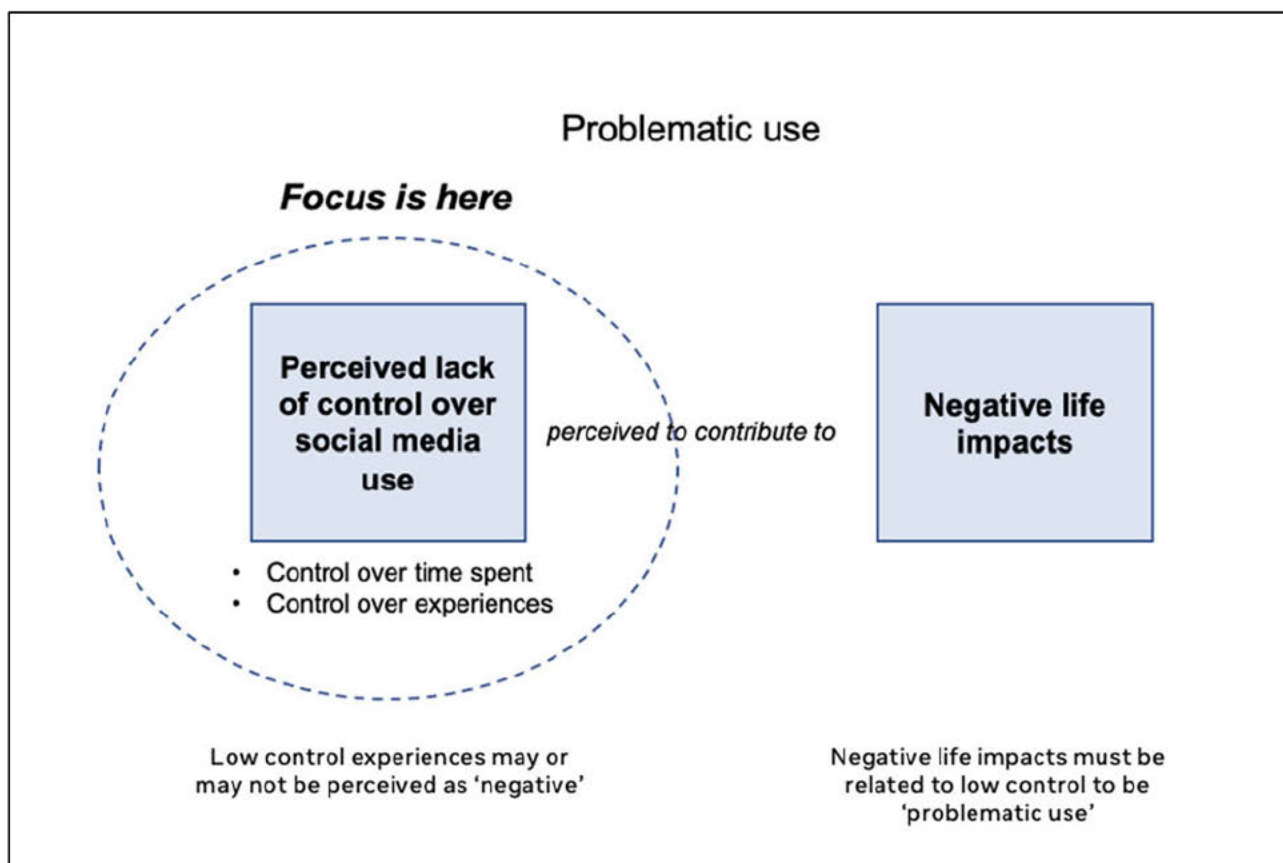 Problematic use
Focus is here
Perceived lack
of control over
social media
use
perceived to contribute to
Negative life
impacts
• Control over time spent
• Control over experiences
Low control experiences may or
may not be perceived as ‘negative’
Negative life impacts must be
related to low control to be
‘problematic use’